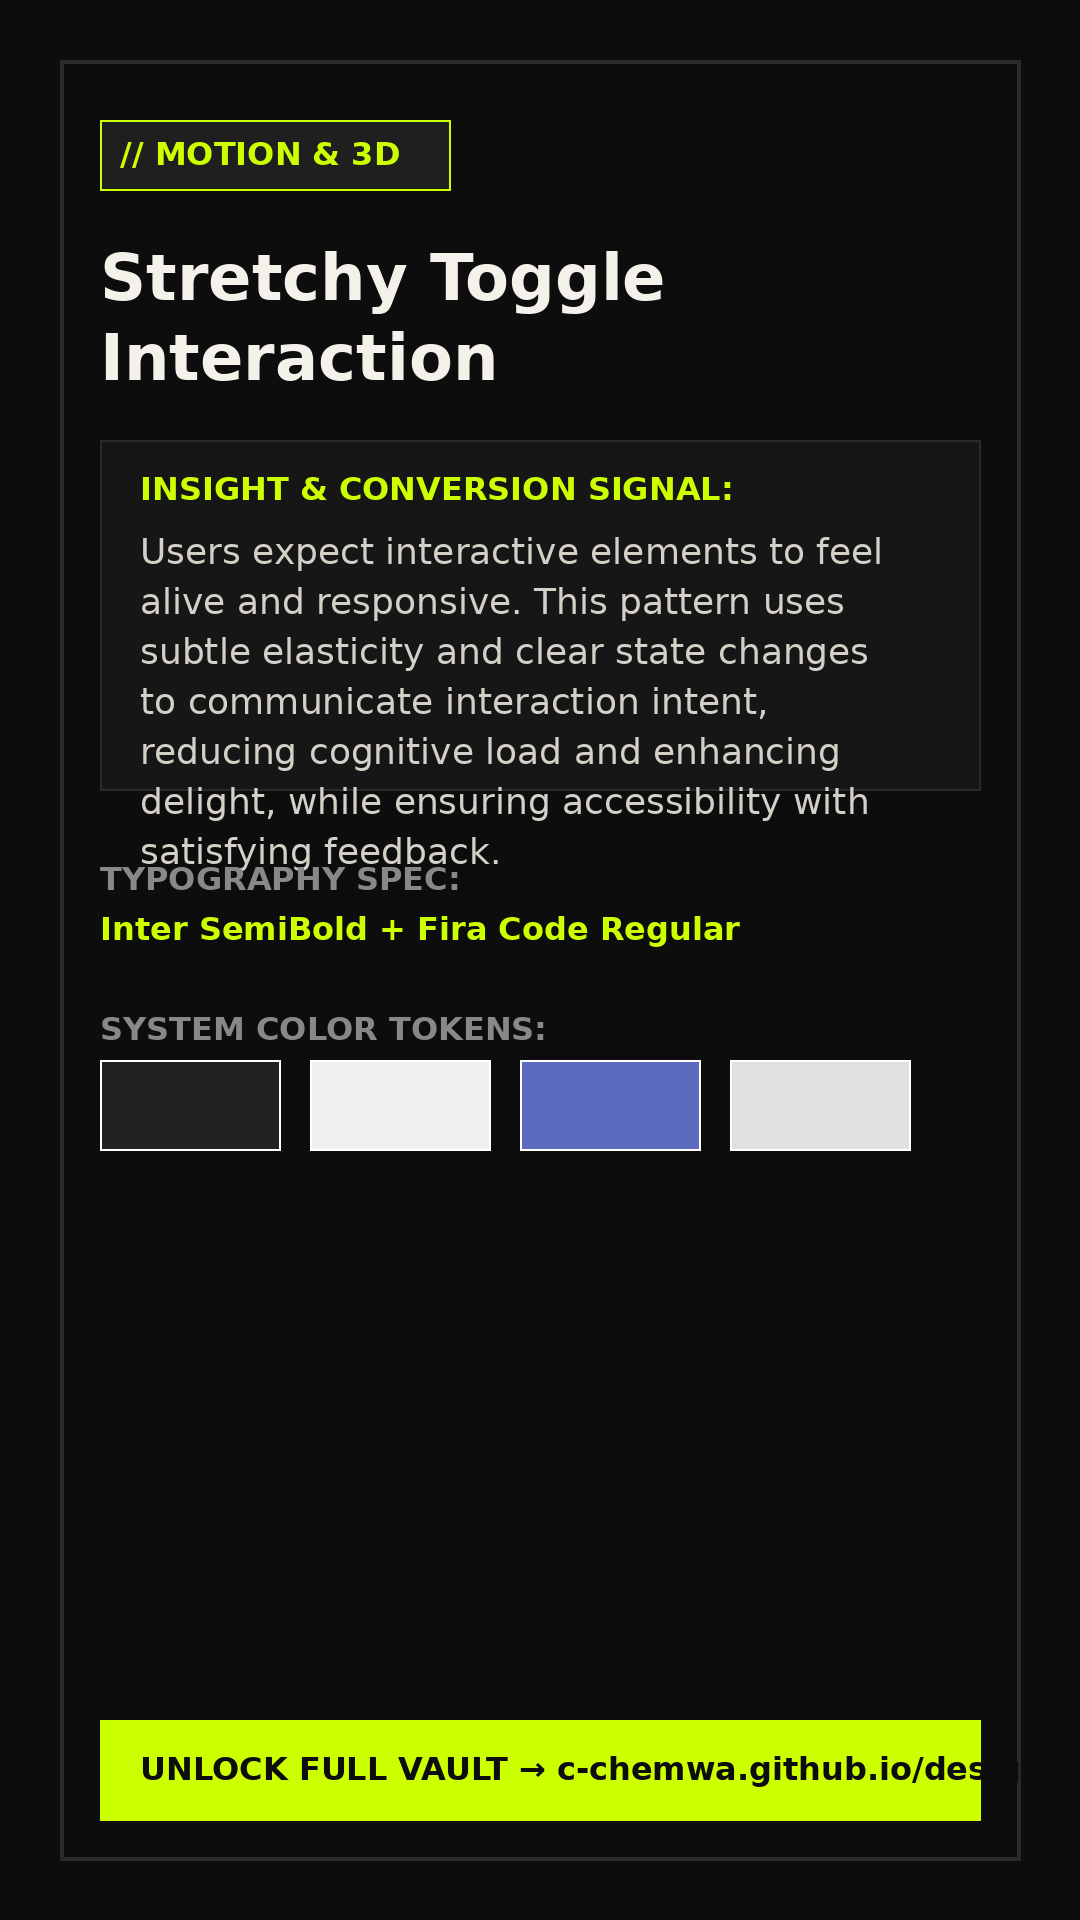 // MOTION & 3D
Stretchy Toggle
Interaction
INSIGHT & CONVERSION SIGNAL:
Users expect interactive elements to feel
alive and responsive. This pattern uses
subtle elasticity and clear state changes
to communicate interaction intent,
reducing cognitive load and enhancing
delight, while ensuring accessibility with
satisfying feedback.
TYPOGRAPHY SPEC:
Inter SemiBold + Fira Code Regular
SYSTEM COLOR TOKENS:
UNLOCK FULL VAULT → c-chemwa.github.io/des